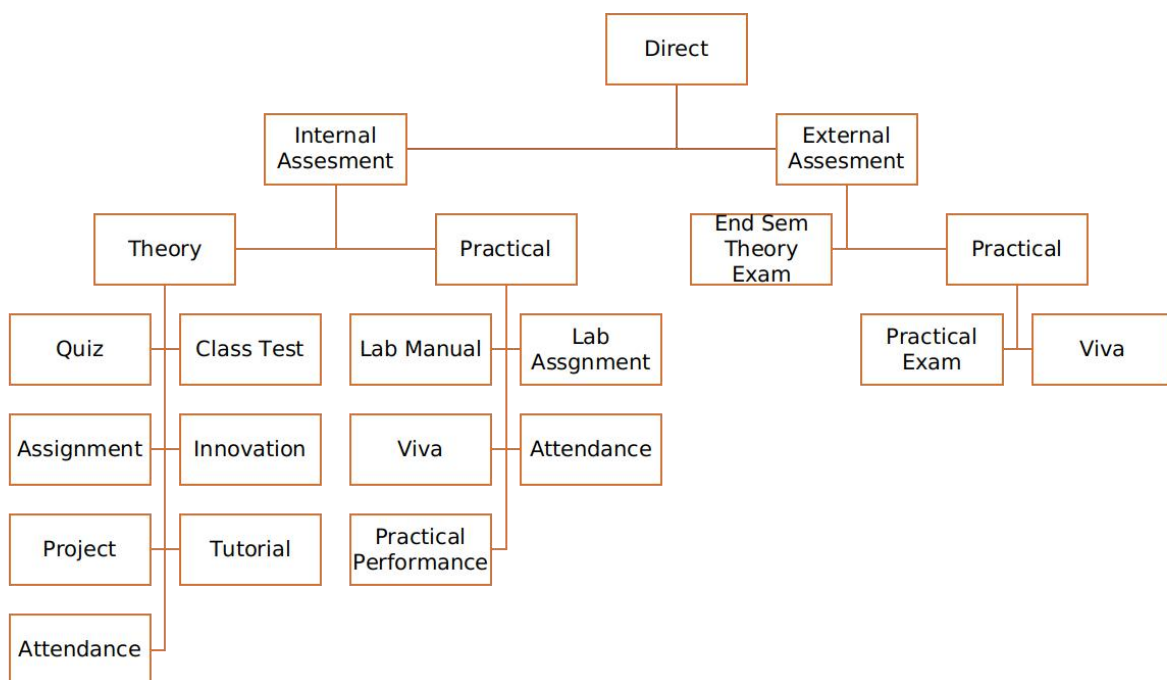 Direct
Internal
Assesment
External
Assesment
Theory
Practical
End Sem
Theory
Exam
Practical
Quiz
Class Test
Lab Manual
Lab
Assgnment
Practical
Exam
Viva
Assignment
Innovation
Viva
Attendance
Project
Tutorial
Practical
Performance
Attendance